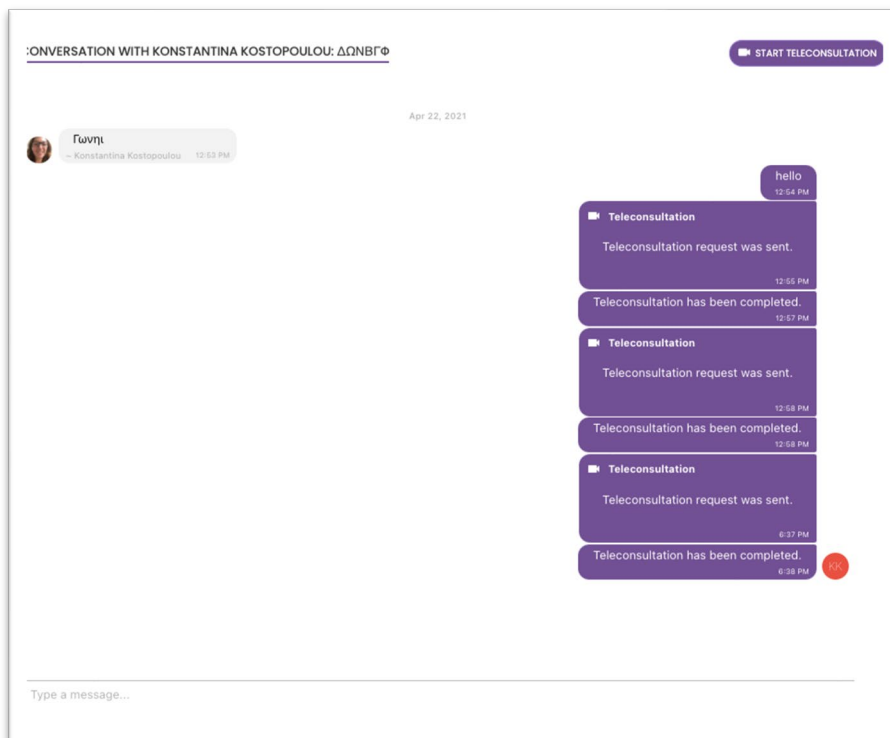 :ONVERSATION WITH KONSTANTINA KOSTOPOULOU: ΔΩΝΒΓΦ
START TELECONSULTATION
Apr 22, 2021
Γωνηι
– Konstantina Kostopoulou 12:53 PM
hello
12:54 PM
Teleconsultation
Teleconsultation request was sent.
12:55 PM
Teleconsultation has been completed.
12:57 PM
Teleconsultation
Teleconsultation request was sent.
12:58 PM
Teleconsultation has been completed.
12:58 PM
Teleconsultation
Teleconsultation request was sent.
6:37 PM
Teleconsultation has been completed.
6:38 PM
KK
Type a message...